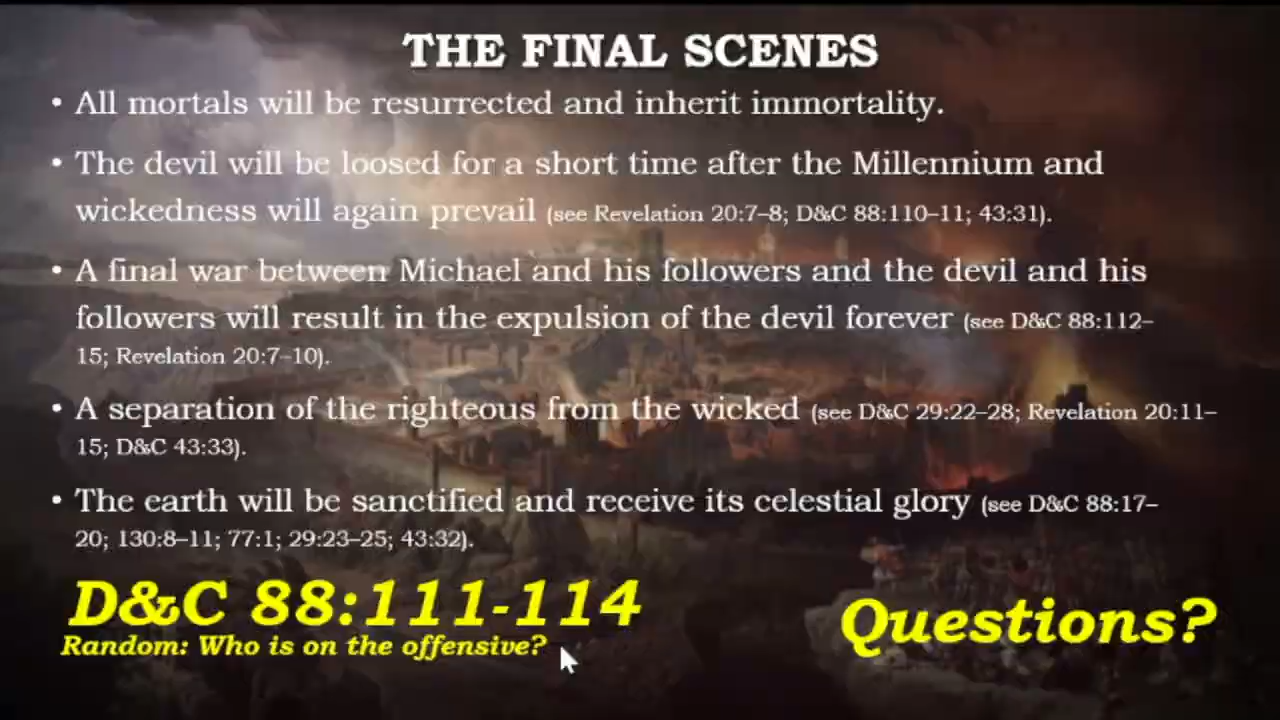 THE FINAL SCENES
• All mortals will be resurrected and inherit immortality.
• The devil will be loosed for a short time after the Millennium and
wickedness will again prevail (see Revelation 20:7–8; D&C 88:110–11; 43:31).
• A final war between Michael and his followers and the devil and his
followers will result in the expulsion of the devil forever (see D&C 88:112–
15; Revelation 20:7–10).
• A separation of the righteous from the wicked (see D&C 29:22–28; Revelation 20:11–
15; D&C 43:33).
• The earth will be sanctified and receive its celestial glory (see D&C 88:17–
20; 130:8–11; 77:1; 29:23–25; 43:32).
D&C 88:111-114
Random: Who is on the offensive?
Questions?